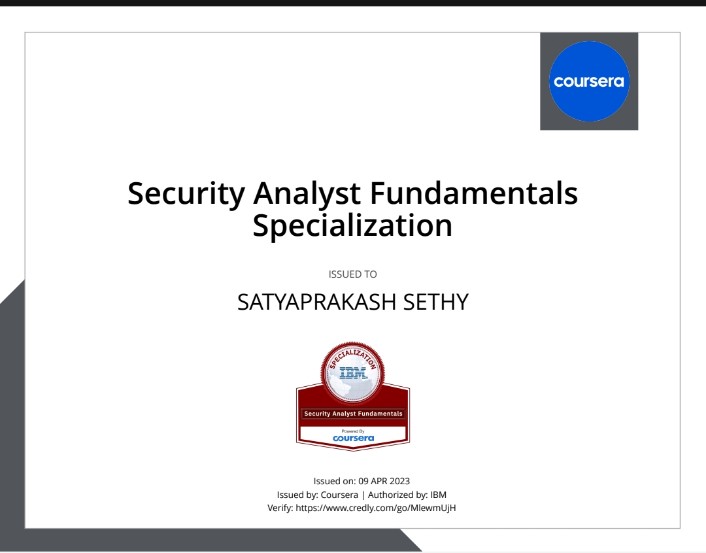 coursera
Security Analyst Fundamentals
Specialization
ISSUED TO
SATYAPRAKASH SETHY
SPECIALIZATION
IBM
Security Analyst Fundamentals
Powered By
coursera
Issued on: 09 APR 2023
Issued by: Coursera | Authorized by: IBM
Verify: https://www.credly.com/go/MlewmUjH